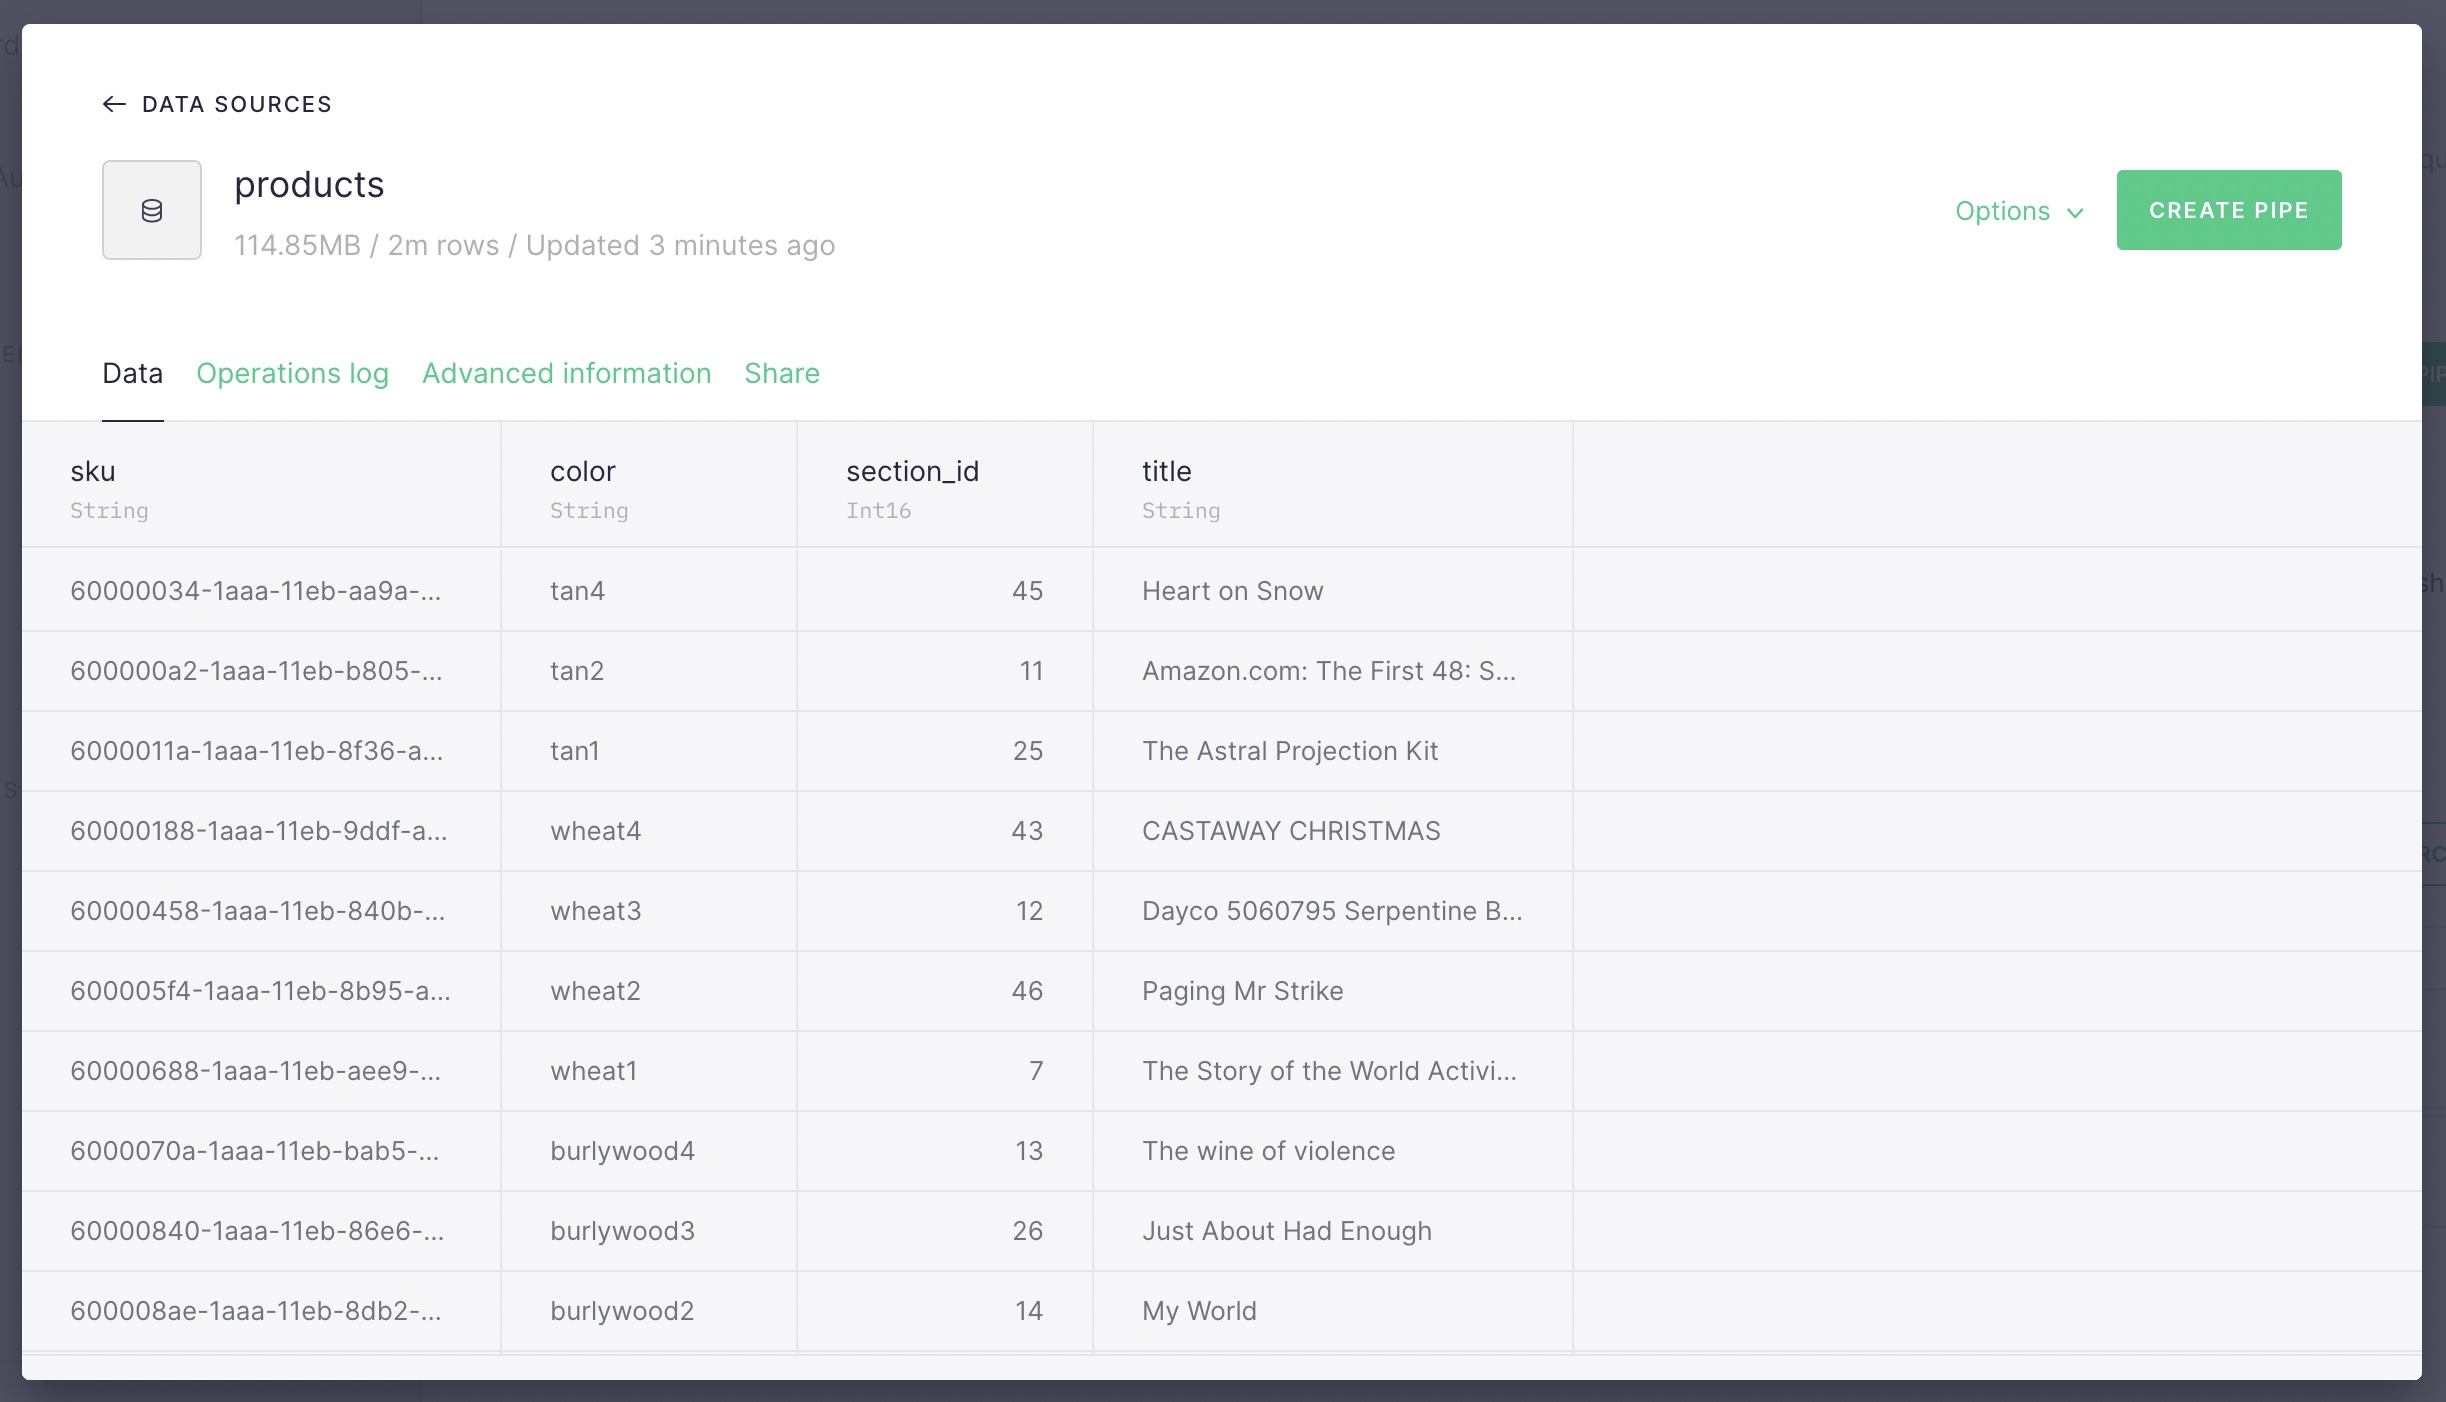 DATA SOURCES
products
114.85MB / 2m rows / Updated 3 minutes ago
Options
CREATE PIPE
Data Operations log Advanced information Share
sku color section_id title
String String Int16 String
60000034-1aaa-11eb-aa9a-... tan4 45 Heart on Snow
600000a2-1aaa-11eb-b805-... tan2 11 Amazon.com: The First 48: S...
6000011a-1aaa-11eb-8f36-a... tan1 25 The Astral Projection Kit
60000188-1aaa-11eb-9ddf-a... wheat4 43 CASTAWAY CHRISTMAS
60000458-1aaa-11eb-840b-... wheat3 12 Dayco 5060795 Serpentine B...
600005f4-1aaa-11eb-8b95-a... wheat2 46 Paging Mr Strike
60000688-1aaa-11eb-aee9-... wheat1 7 The Story of the World Activi...
6000070a-1aaa-11eb-bab5-... burlywood4 13 The wine of violence
60000840-1aaa-11eb-86e6-... burlywood3 26 Just About Had Enough
600008ae-1aaa-11eb-8db2-... burlywood2 14 My World